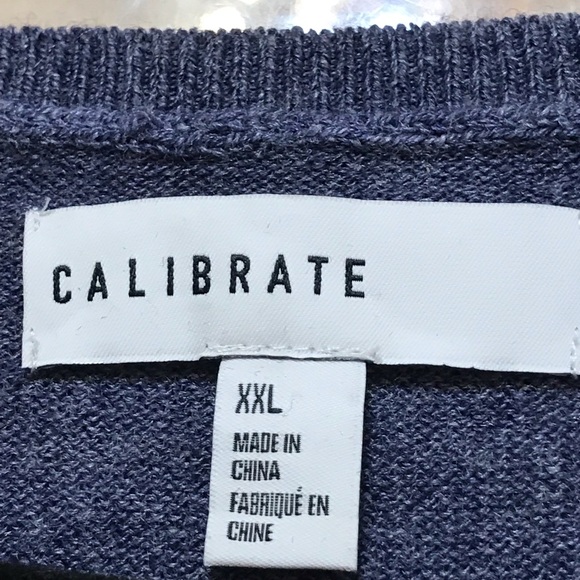 CALIBRATE
XXL
MADE IN
CHINA
FABRIQUÉ EN
CHINE